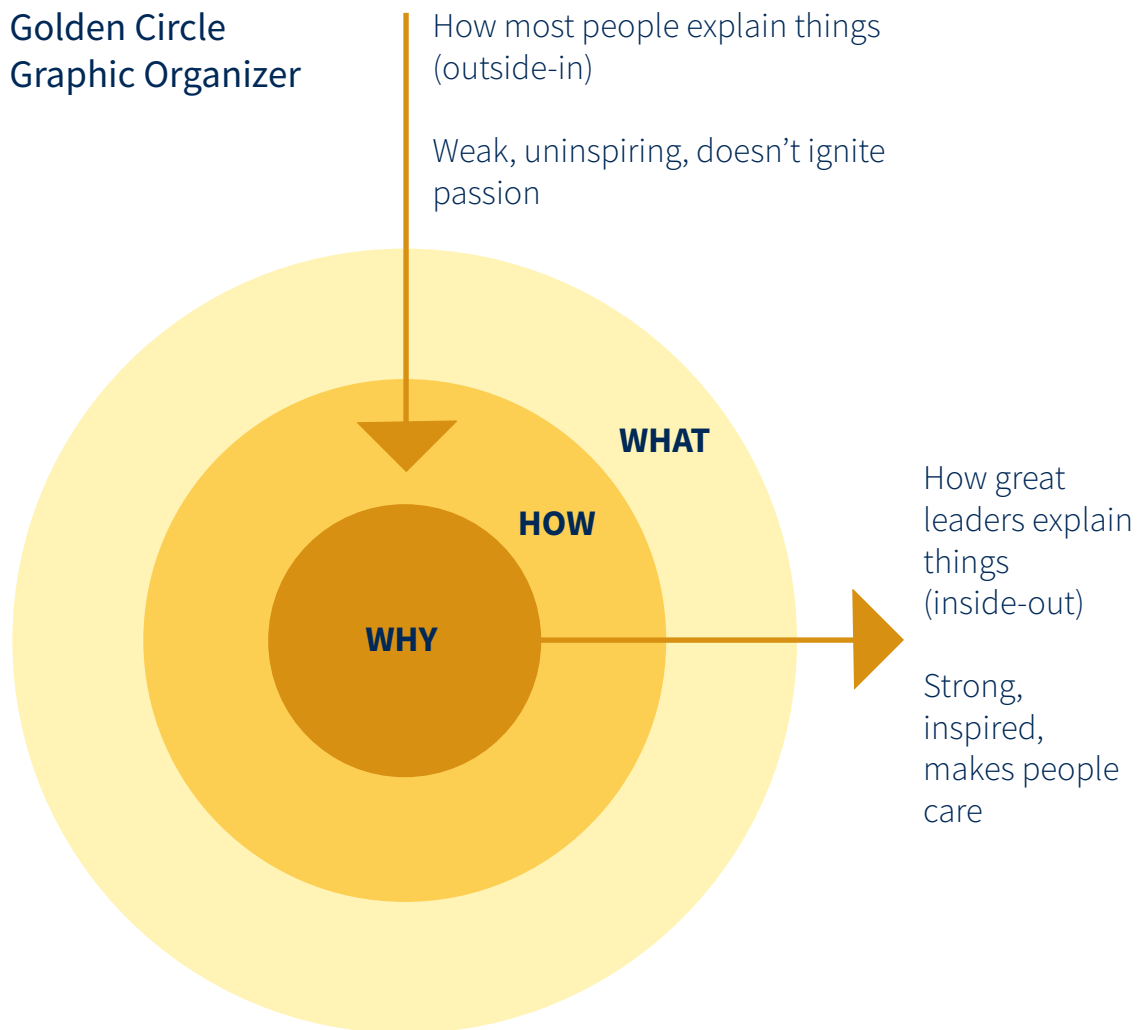 Golden Circle
Graphic Organizer
How most people explain things
(outside-in)
Weak, uninspiring, doesn’t ignite
passion
WHAT
HOW
WHY
How great
leaders explain
things
(inside-out)
Strong,
inspired,
makes people
care